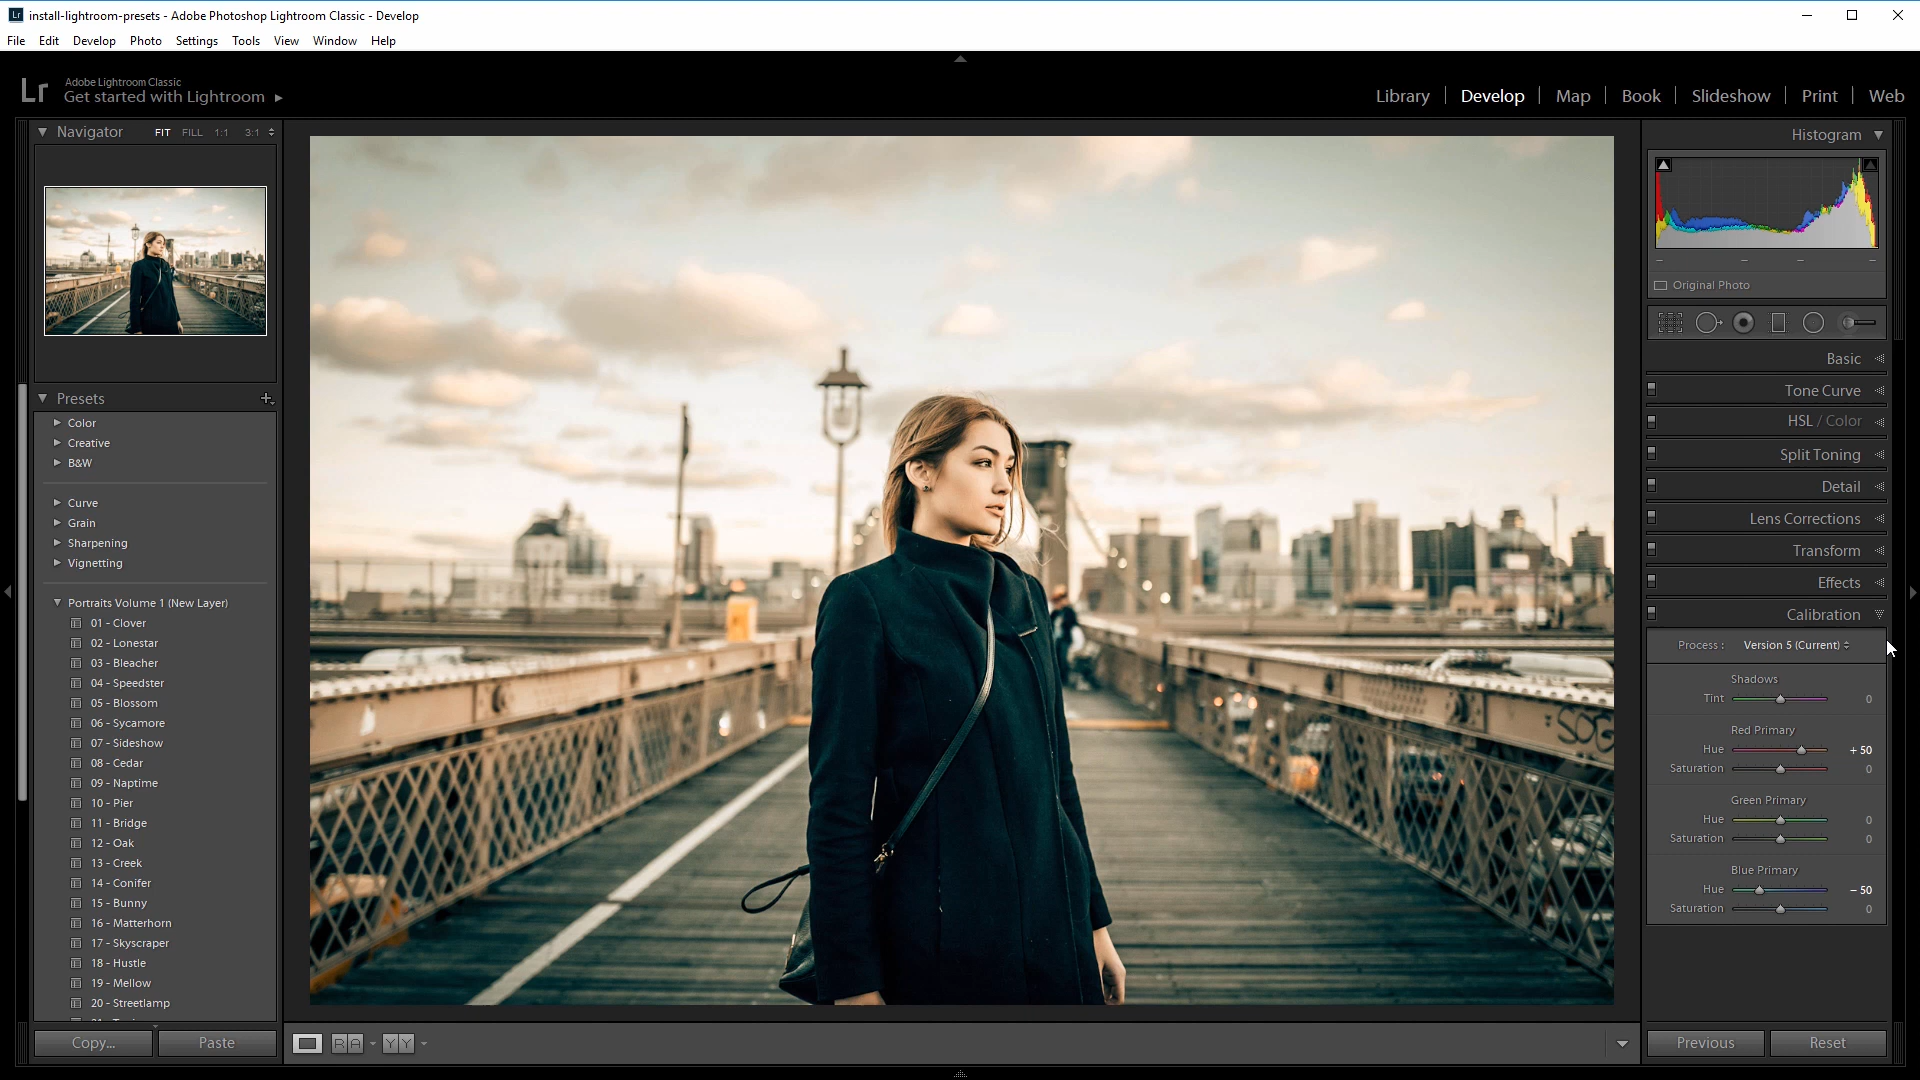 install-lightroom-presets - Adobe Photoshop Lightroom Classic - Develop
File Edit Develop Photo Settings Tools View Window Help
Lr
Adobe Lightroom Classic
Get started with Lightroom
Library | Develop | Map | Book | Slideshow | Print | Web
Navigator FIT FILL 1:1 3:1
Presets
Color
Creative
B&W
Curve
Grain
Sharpening
Vignetting
Portraits Volume 1 (New Layer)
01 - Clover
02 - Lonestar
03 - Bleacher
04 - Speedster
05 - Blossom
06 - Sycamore
07 - Sideshow
08 - Cedar
09 - Naptime
10 - Pier
11 - Bridge
12 - Oak
13 - Creek
14 - Conifer
15 - Bunny
16 - Matterhorn
17 - Skyscraper
18 - Hustle
19 - Mellow
20 - Streetlamp
Copy... Paste
R A Y Y
SOG
Histogram
Original Photo
Basic
Tone Curve
HSL / Color
Split Toning
Detail
Lens Corrections
Transform
Effects
Calibration
Process : Version 5 (Current)
Shadows
Tint 0
Red Primary
Hue + 50
Saturation 0
Green Primary
Hue 0
Saturation 0
Blue Primary
Hue - 50
Saturation 0
Previous Reset